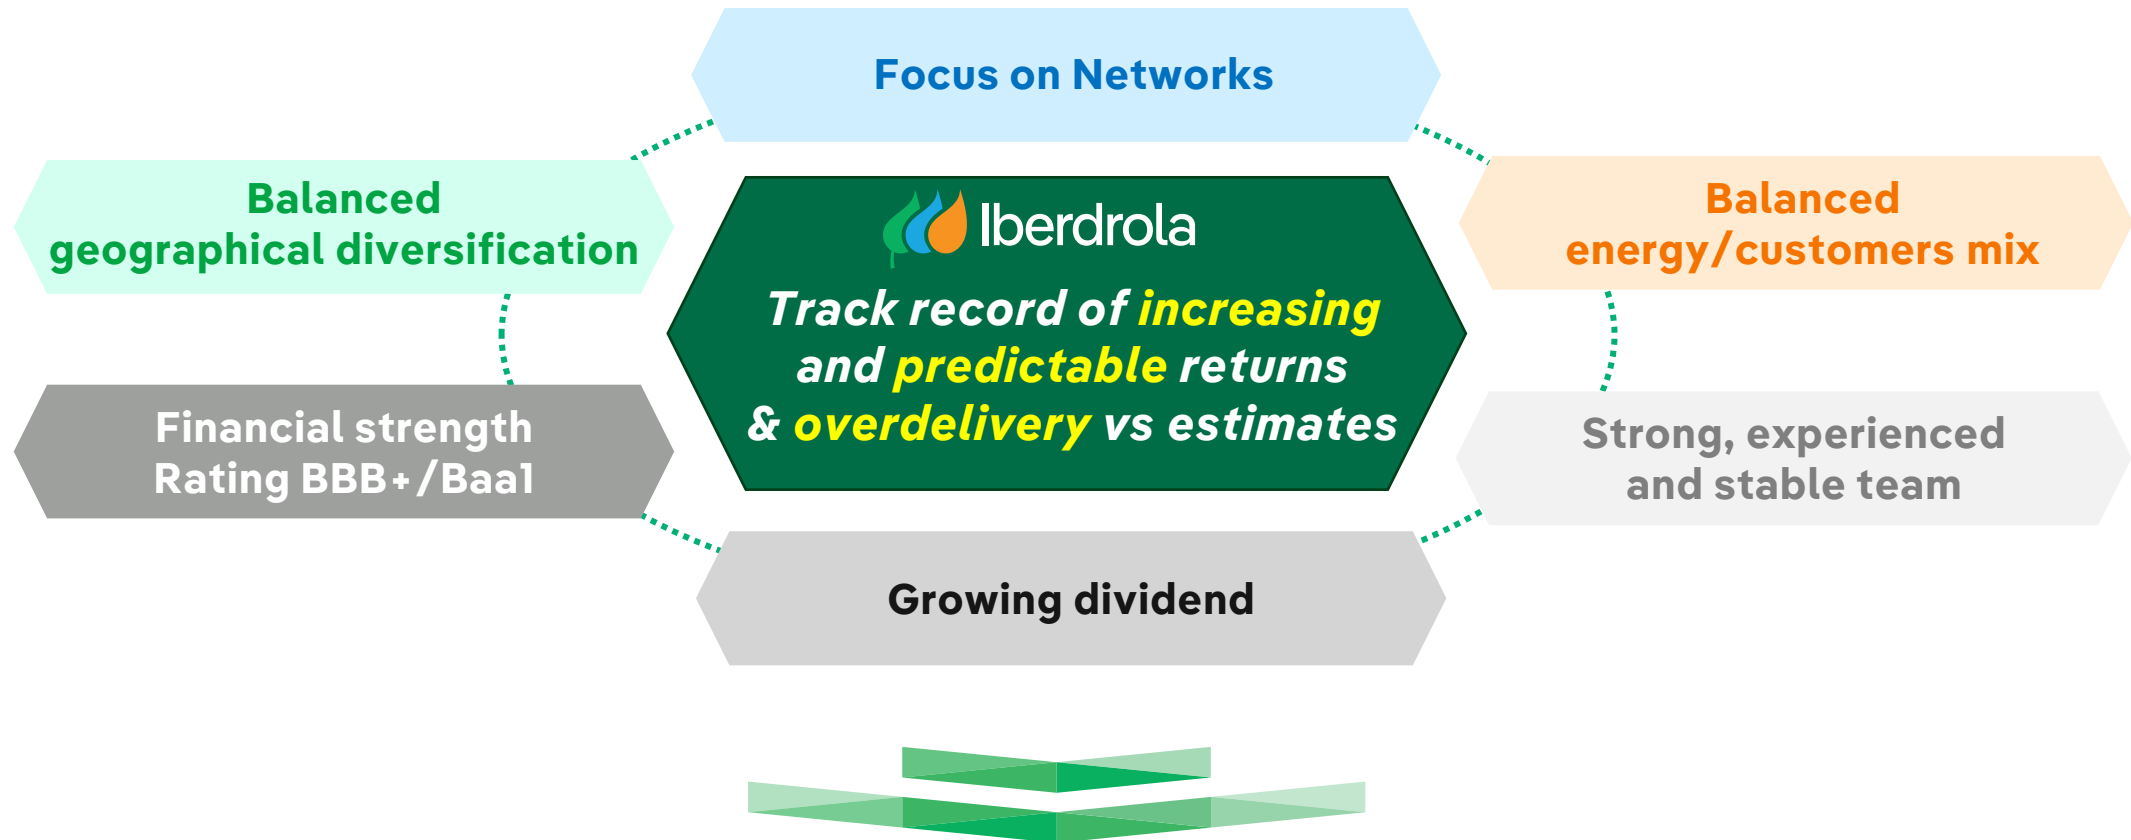 Focus on Networks
Balanced
geographical diversification
Balanced
energy/customers mix
Iberdrola
Track record of increasing
and predictable returns
& overdelivery vs estimates
Financial strength
Rating BBB+/Baa1
Strong, experienced
and stable team
Growing dividend